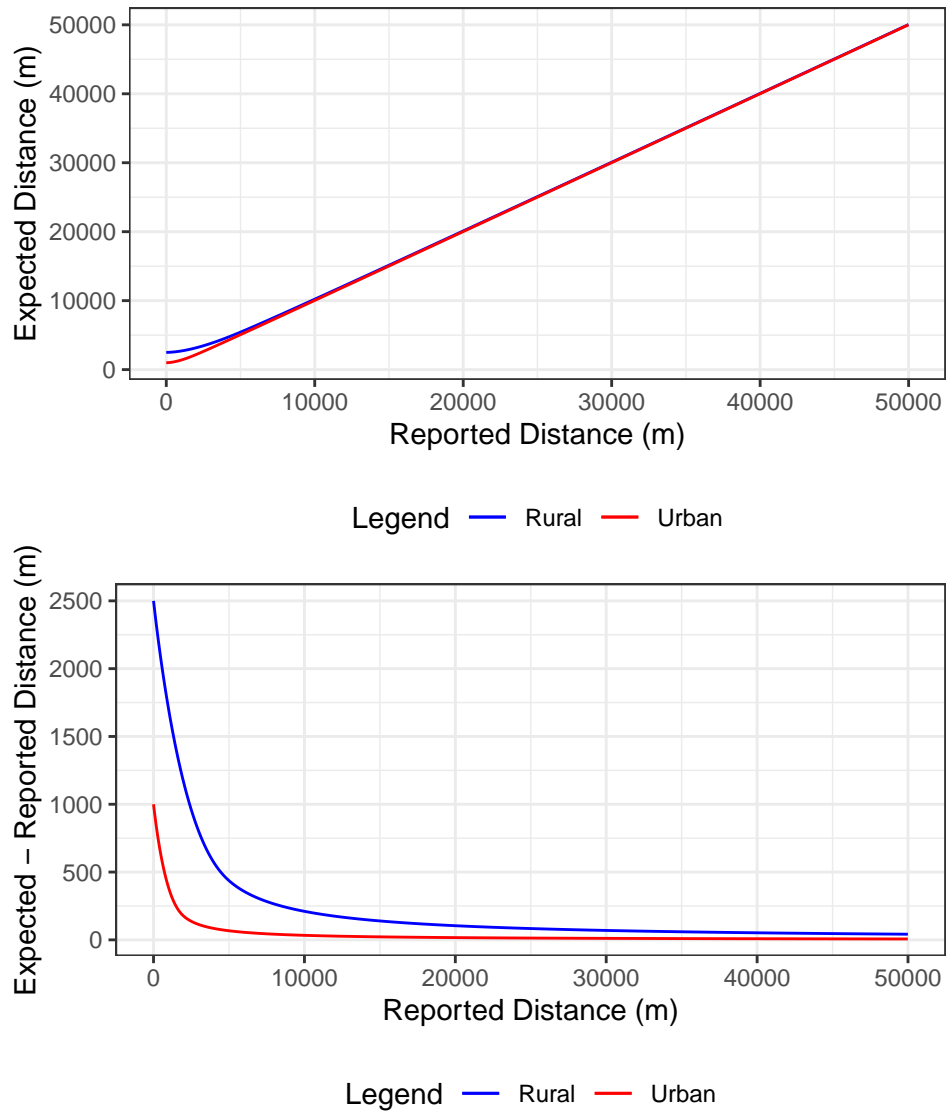 50000
40000
30000
20000
10000
0
Expected Distance (m)
0 10000 20000 30000 40000 50000
Reported Distance (m)
Legend Rural Urban
2500
2000
1500
1000
500
0
Expected − Reported Distance (m)
0 10000 20000 30000 40000 50000
Reported Distance (m)
Legend Rural Urban